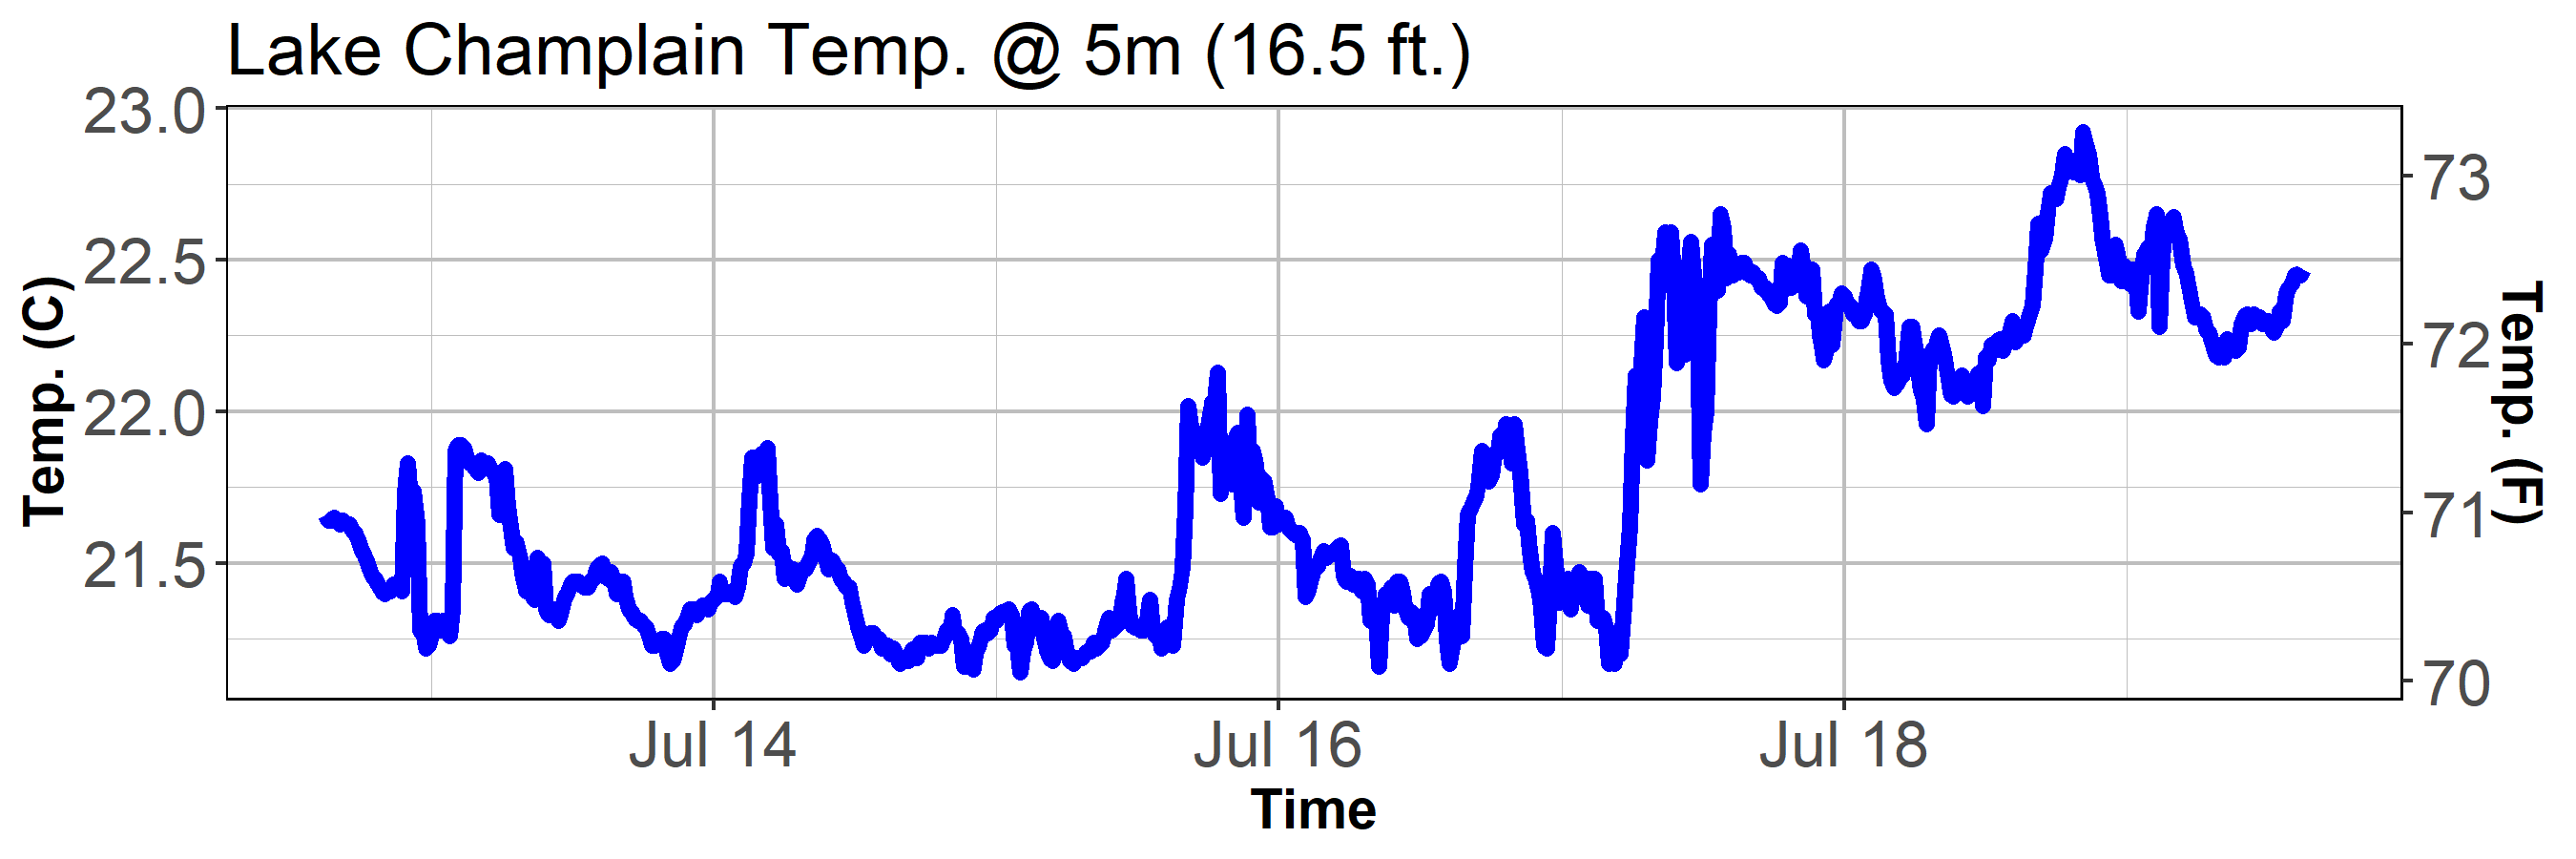 Lake Champlain Temp. @ 5m (16.5 ft.)
23.0
22.5
22.0
21.5
Temp. (C)
73
72
71
70
Temp. (F)
Jul 14
Jul 16
Jul 18
Time